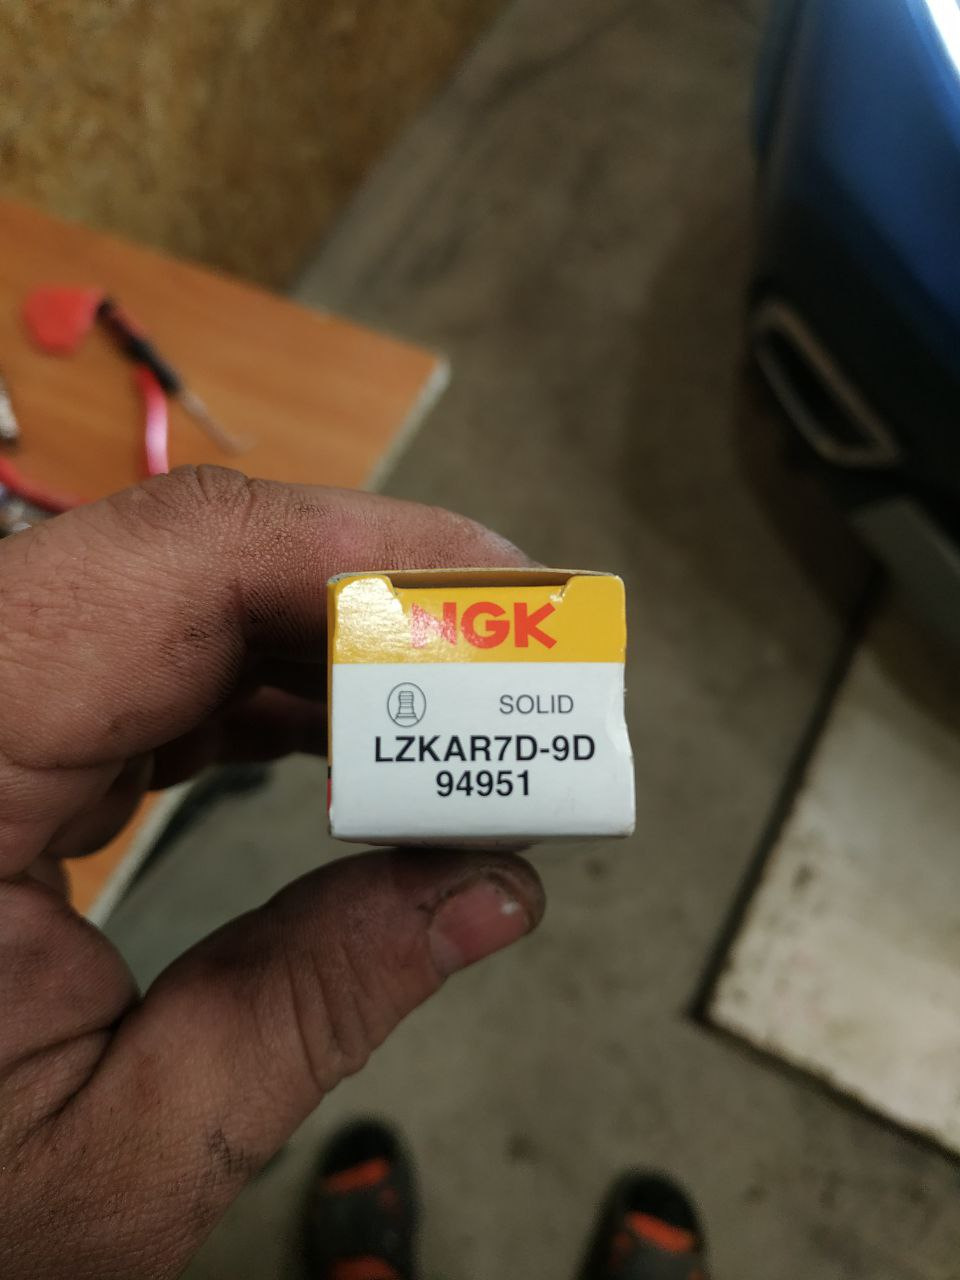 NGK
SOLID
LZKAR7D-9D
94951